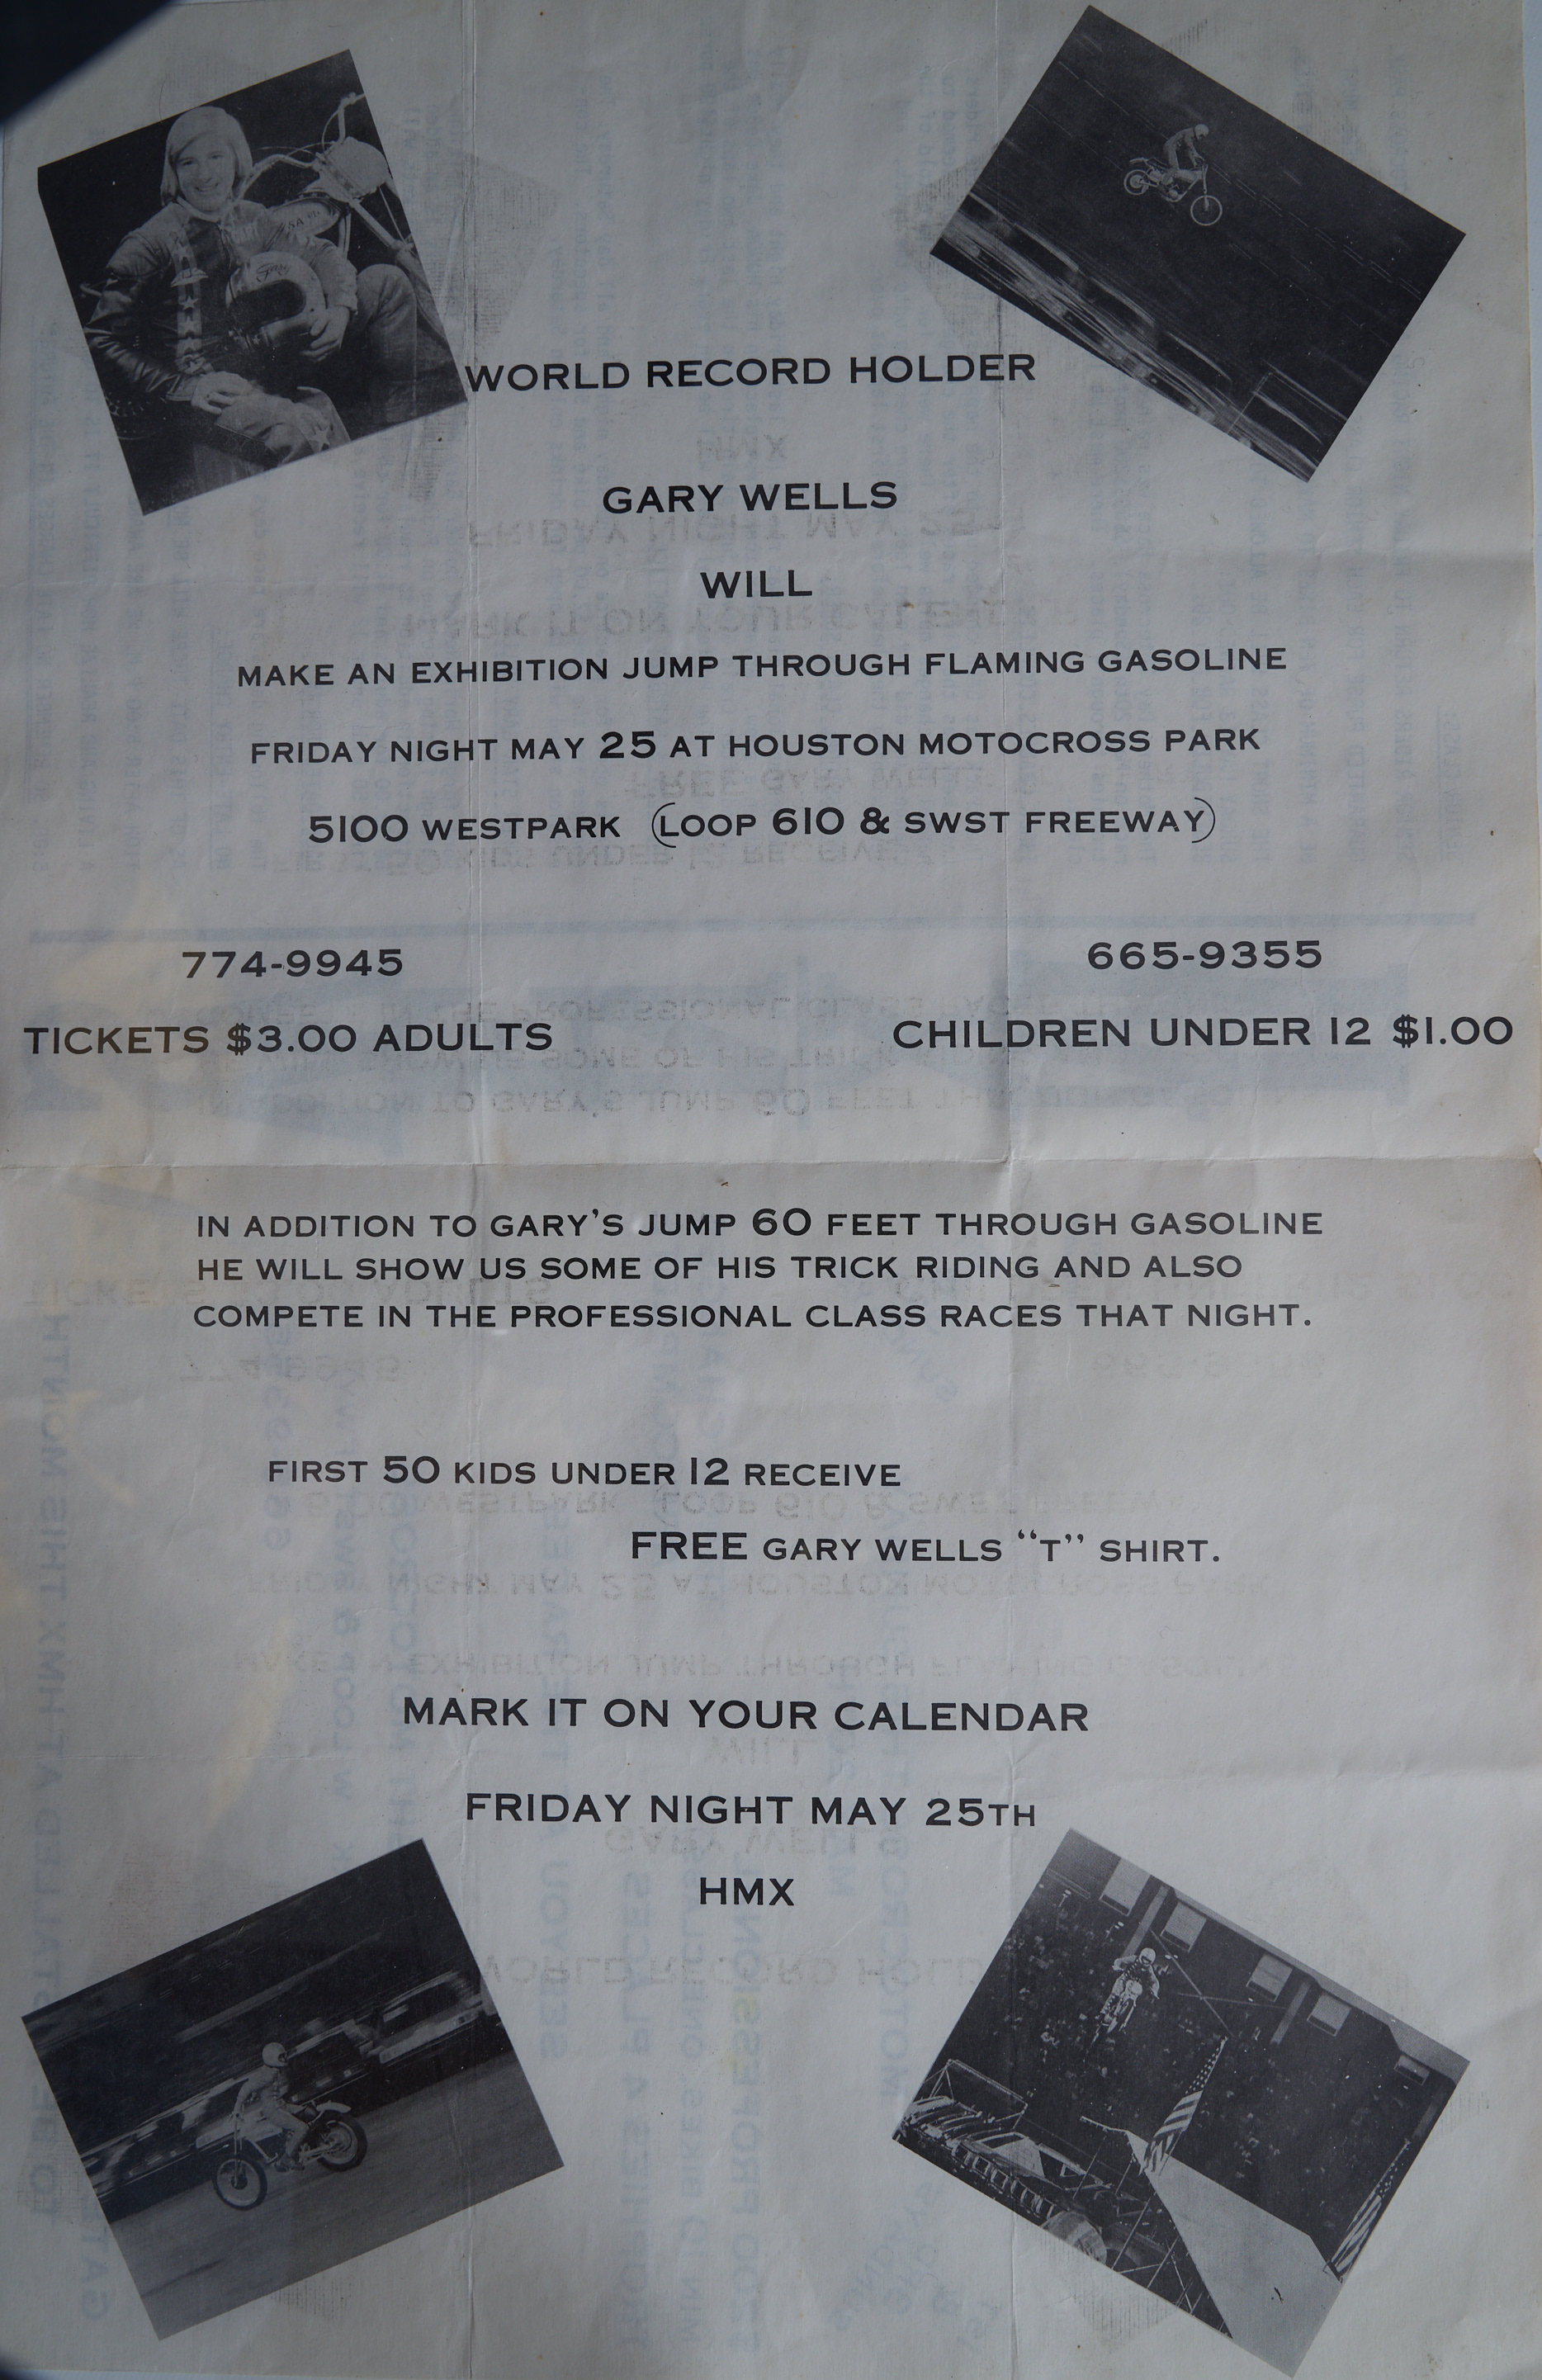 WORLD RECORD HOLDER
GARY WELLS
WILL
MAKE AN EXHIBITION JUMP THROUGH FLAMING GASOLINE
FRIDAY NIGHT MAY 25 AT HOUSTON MOTOCROSS PARK
5100 WESTPARK (LOOP 610 & SWST FREEWAY)
774-9945 665-9355
TICKETS $3.00 ADULTS CHILDREN UNDER 12 $1.00
IN ADDITION TO GARY'S JUMP 60 FEET THROUGH GASOLINE
HE WILL SHOW US SOME OF HIS TRICK RIDING AND ALSO
COMPETE IN THE PROFESSIONAL CLASS RACES THAT NIGHT.
FIRST 50 KIDS UNDER 12 RECEIVE
FREE GARY WELLS “T” SHIRT.
MARK IT ON YOUR CALENDAR
FRIDAY NIGHT MAY 25TH
HMX